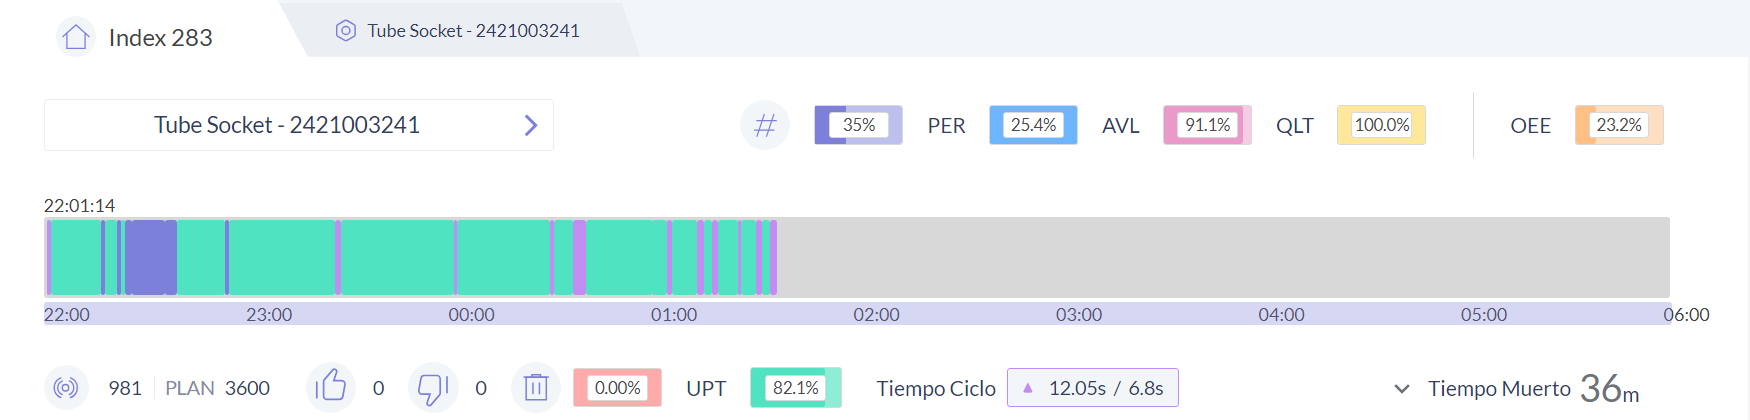 Index 283
Tube Socket - 2421003241
Tube Socket - 2421003241
# 35% PER 25.4% AVL 91.1% QLT 100.0% OEE 23.2%
22:01:14
22:00 23:00 00:00 01:00 02:00 03:00 04:00 05:00 06:00
981 PLAN 3600 0 0 0.00% UPT 82.1% Tiempo Ciclo ▲ 12.05s / 6.8s Tiempo Muerto 36m